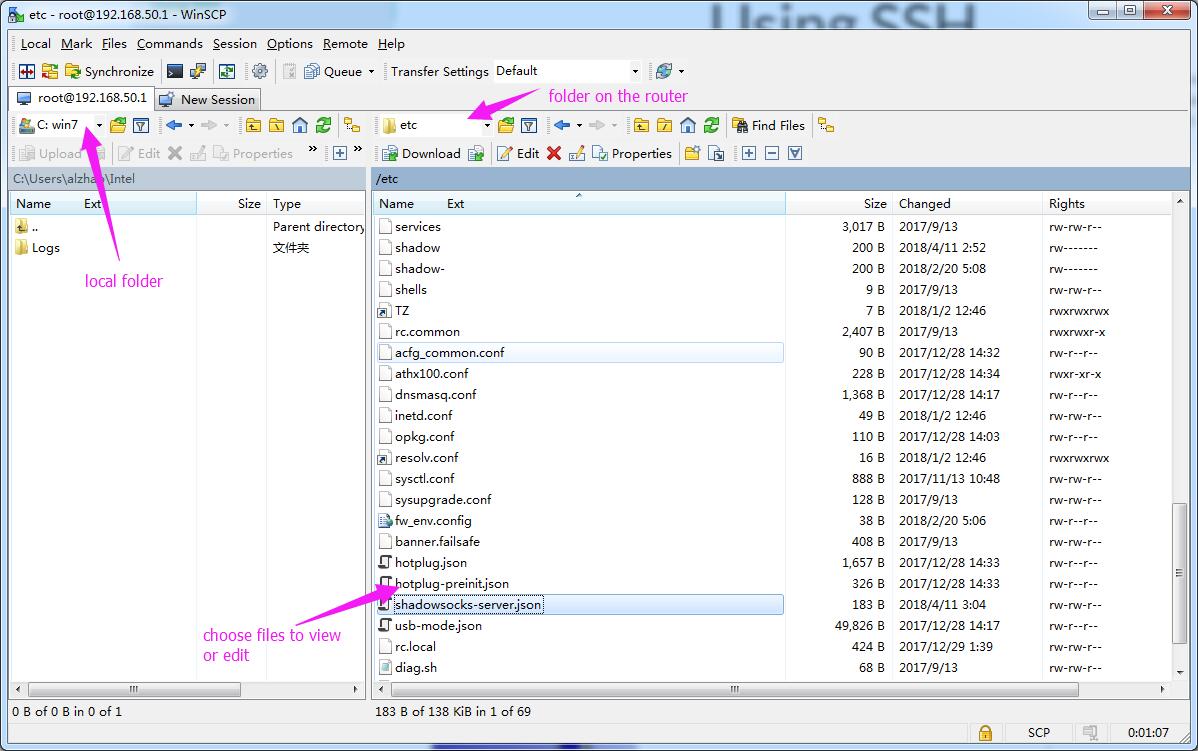 etc - root@192.168.50.1 - WinSCP
Using SSH
Local Mark Files Commands Session Options Remote Help
Synchronize Queue Transfer Settings Default
root@192.168.50.1 New Session
folder on the router
C: win7 etc Find Files
Upload Edit Properties » » Download Edit Properties
C:\Users\alzhao\Intel /etc
Name Ext Size Type Name Ext Size Changed Rights
.. Parent directory
Logs 文件夹
local folder
services 3,017 B 2017/9/13 rw-rw-r--
shadow 200 B 2018/4/11 2:52 rw-------
shadow- 200 B 2018/2/20 5:08 rw-------
shells 9 B 2017/9/13 rw-rw-r--
TZ 7 B 2018/1/2 12:46 rwxrwxrwx
rc.common 2,407 B 2017/9/13 rwxrwxr-x
acfg_common.conf 90 B 2017/12/28 14:32 rw-r--r--
athx100.conf 228 B 2017/12/28 14:34 rwxr-xr-x
dnsmasq.conf 1,368 B 2017/12/28 14:17 rw-r--r--
inetd.conf 49 B 2018/1/2 12:46 rw-rw-r--
opkg.conf 110 B 2017/12/28 14:03 rw-r--r--
resolv.conf 16 B 2018/1/2 12:46 rwxrwxrwx
sysctl.conf 888 B 2017/11/13 10:48 rw-rw-r--
sysupgrade.conf 128 B 2017/9/13 rw-rw-r--
fw_env.config 38 B 2018/2/20 5:06 rw-r--r--
banner.failsafe 408 B 2017/9/13 rw-rw-r--
hotplug.json 1,657 B 2017/12/28 14:33 rw-r--r--
hotplug-preinit.json 326 B 2017/12/28 14:33 rw-r--r--
shadowsocks-server.json 183 B 2018/4/11 3:04 rw-rw-r--
usb-mode.json 49,826 B 2017/12/28 14:17 rw-r--r--
rc.local 424 B 2017/12/29 1:39 rw-rw-r--
diag.sh 68 B 2017/9/13 rw-rw-r--
choose files to view
or edit
0 B of 0 B in 0 of 1 183 B of 138 KiB in 1 of 69
SCP 0:01:07